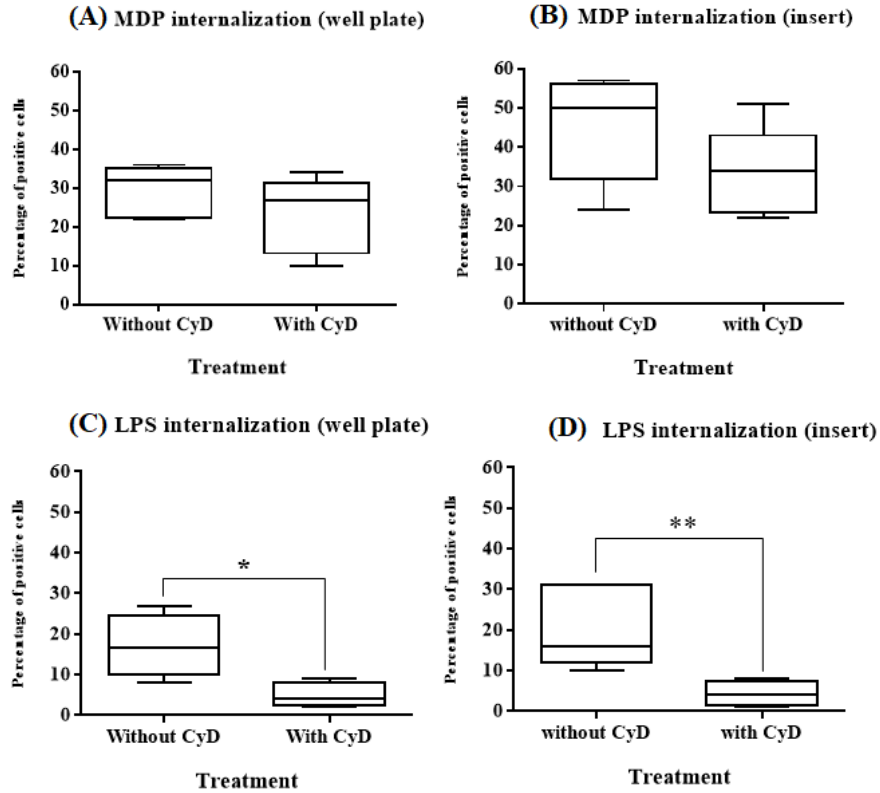 (A) MDP internalization (well plate)
Percentage of positive cells
60
50
40
30
20
10
0
Without CyD With CyD
Treatment
(B) MDP internalization (insert)
Percentage of positive cells
60
50
40
30
20
10
0
without CyD with CyD
Treatment
(C) LPS internalization (well plate)
Percentage of positive cells
60
50
40
30
20
10
0
*
Without CyD With CyD
Treatment
(D) LPS internalization (insert)
Percentage of positive cells
60
50
40
30
20
10
0
**
without CyD with CyD
Treatment